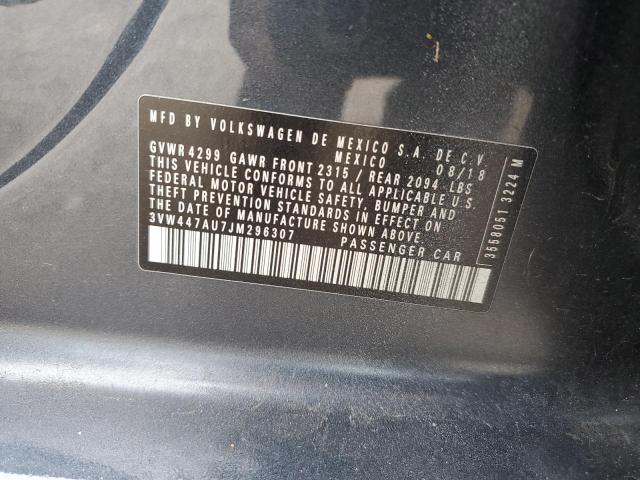 MFD BY VOLKSWAGEN DE MEXICO S.A. DE C.V.
MEXICO 08/18
GVWR 4299 GAWR FRONT 2315 / REAR 2094 LBS
THIS VEHICLE CONFORMS TO ALL APPLICABLE U.S.
FEDERAL MOTOR VEHICLE SAFETY, BUMPER AND
THEFT PREVENTION STANDARDS IN EFFECT ON
THE DATE OF MANUFACTURE SHOWN ABOVE.
3VW447AU7JM296307 PASSENGER CAR
3558051 3224 M